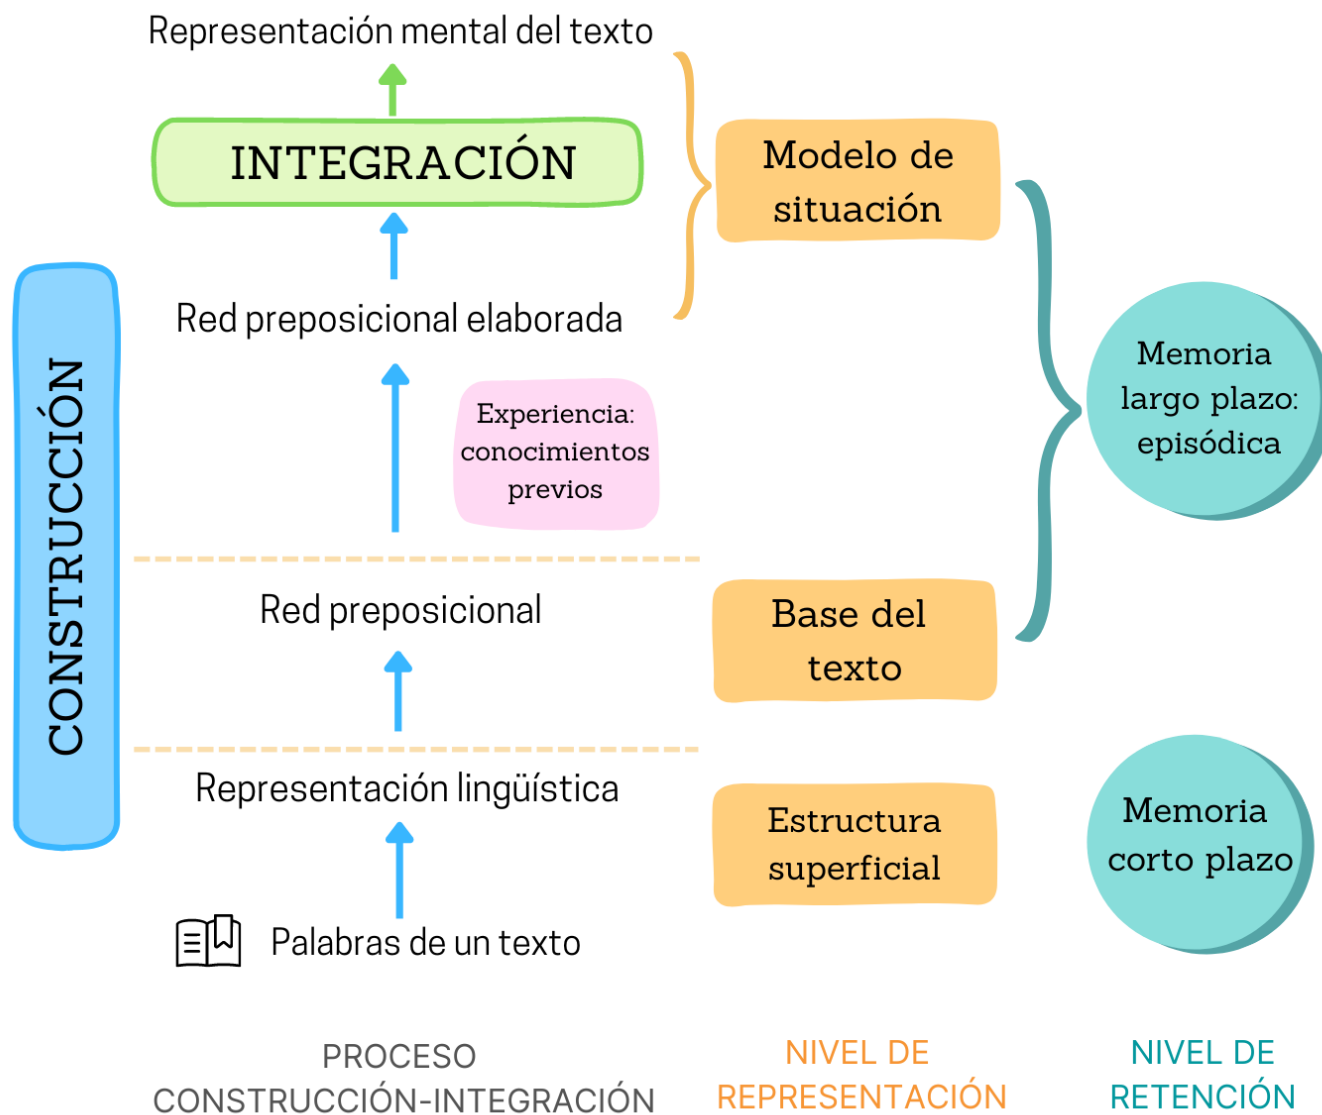 Representación mental del texto
INTEGRACIÓN
Modelo de
situación
Red preposicional elaborada
CONSTRUCCIÓN
Experiencia:
conocimientos
previos
Memoria
largo plazo:
episódica
Red preposicional
Base del
texto
Representación lingüística
Estructura
superficial
Memoria
corto plazo
Palabras de un texto
PROCESO
CONSTRUCCIÓN-INTEGRACIÓN
NIVEL DE
REPRESENTACIÓN
NIVEL DE
RETENCIÓN